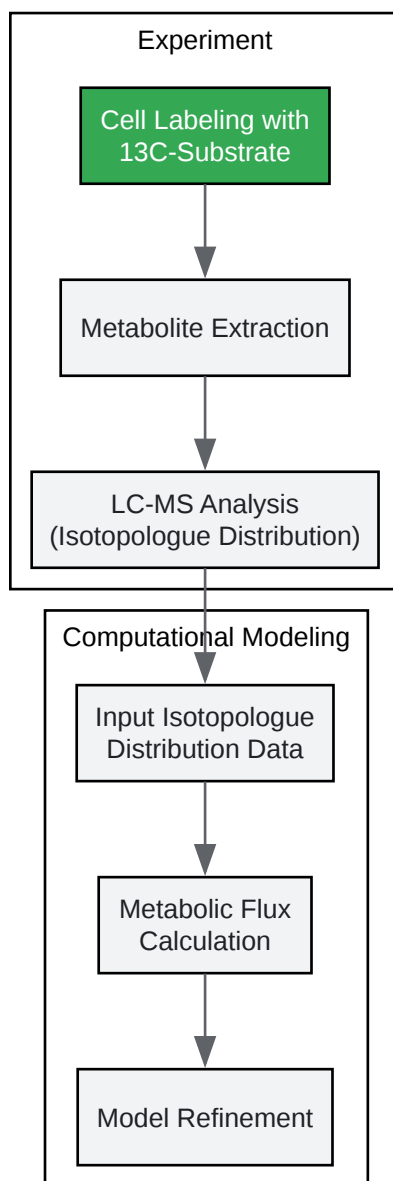 Experiment
Cell Labeling with
13C-Substrate
Metabolite Extraction
LC-MS Analysis
(Isotopologue Distribution)
Computational Modeling
Input Isotopologue
Distribution Data
Metabolic Flux
Calculation
Model Refinement